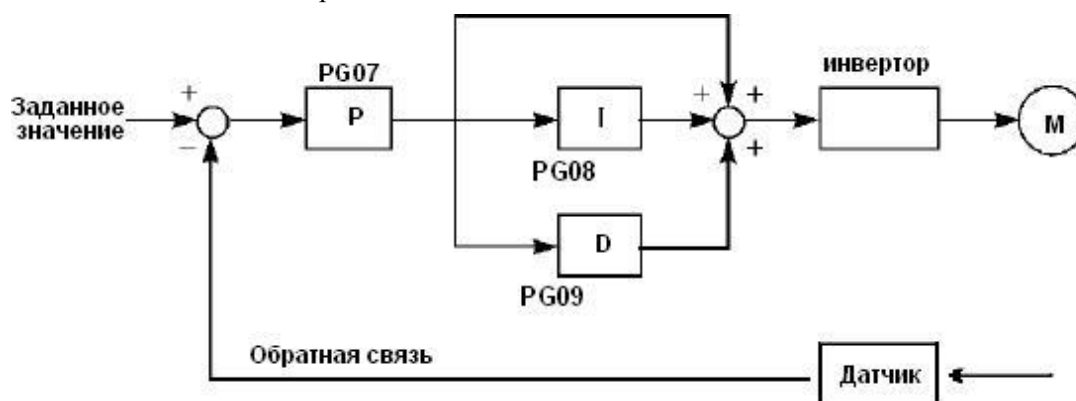 PG07
инвертор
Заданное
значение
+
−
P
I
+
+
+
M
PG08
D
PG09
Обратная связь
Датчик